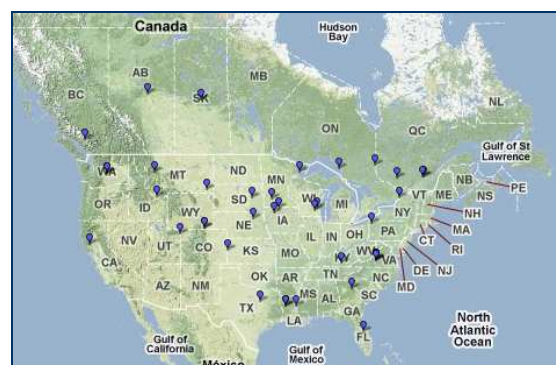 Canada
Hudson
Bay
AB
BC
SK
MB
ON
QC
NL
Gulf of St
Lawrence
WA
MT
ND
MN
OR
ID
SD
WI
MI
NB
PE
VT
ME
NS
NY
NH
WY
NE
IA
NV
UT
CO
IL
IN
OH
PA
MA
CT
RI
CA
KS
MO
KY
WV
VA
DE
NJ
MD
AZ
NM
OK
AR
TN
NC
SC
TX
MS
AL
GA
LA
FL
North
Atlantic
Ocean
Gulf of
California
Gulf of
Mexico
México